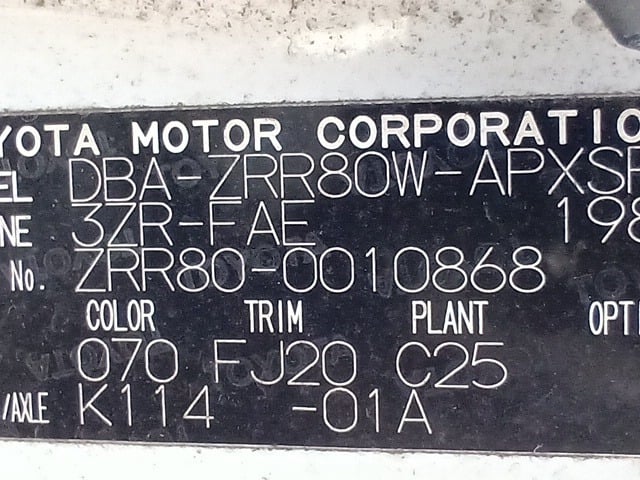 YOTA MOTOR CORPORATIO
EL DBA-ZRR80W-APXS
NE 3ZR-FAE 198
No. ZRR80-0010868
COLOR TRIM PLANT OPT
070 FJ20 C25
/AXLE K114 -01A